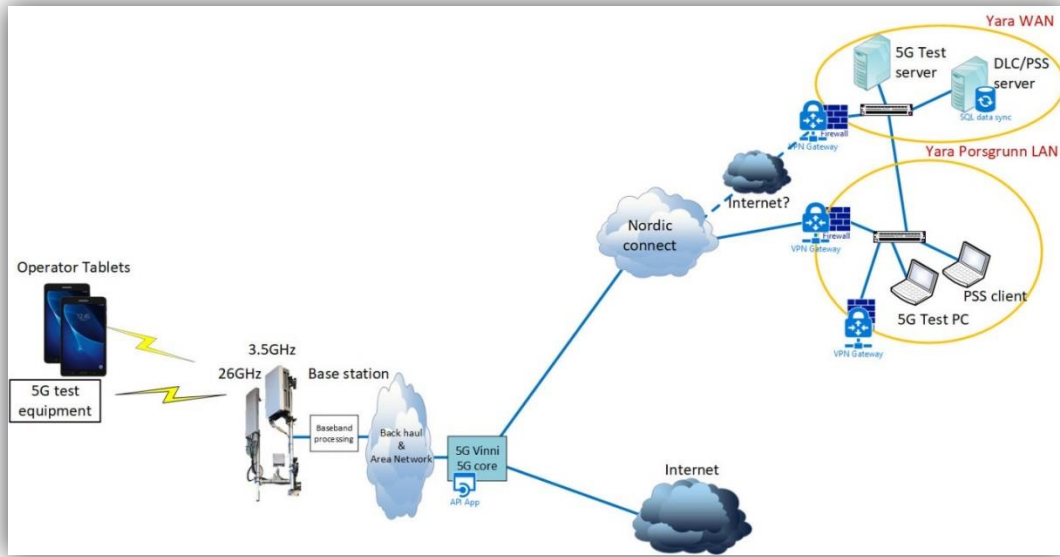 Yara WAN
5G Test
server
DLC/PSS
server
SQL data sync
Firewall
VPN Gateway
Yara Porsgrunn LAN
Internet?
Nordic
connect
Firewall
VPN Gateway
PSS client
5G Test PC
VPN Gateway
Operator Tablets
5G test
equipment
3.5GHz
26GHz
Base station
Baseband
processing
Back haul
&
Area Network
5G Vinni
5G core
API App
Internet